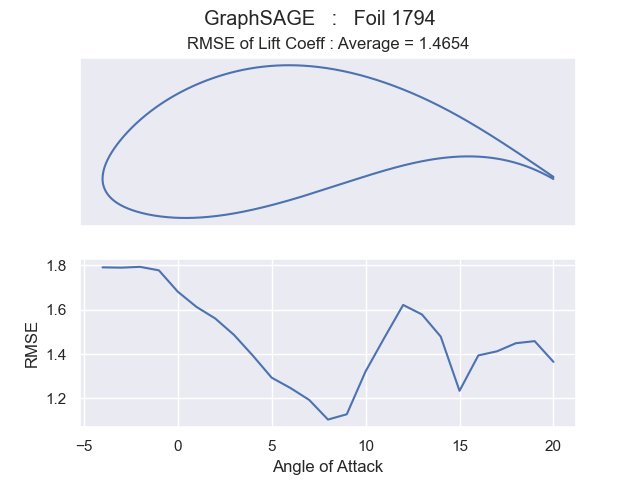 GraphSAGE   :   Foil 1794
RMSE of Lift Coeff : Average = 1.4654
1.8
1.6
1.4
1.2
RMSE
−5 0 5 10 15 20
Angle of Attack